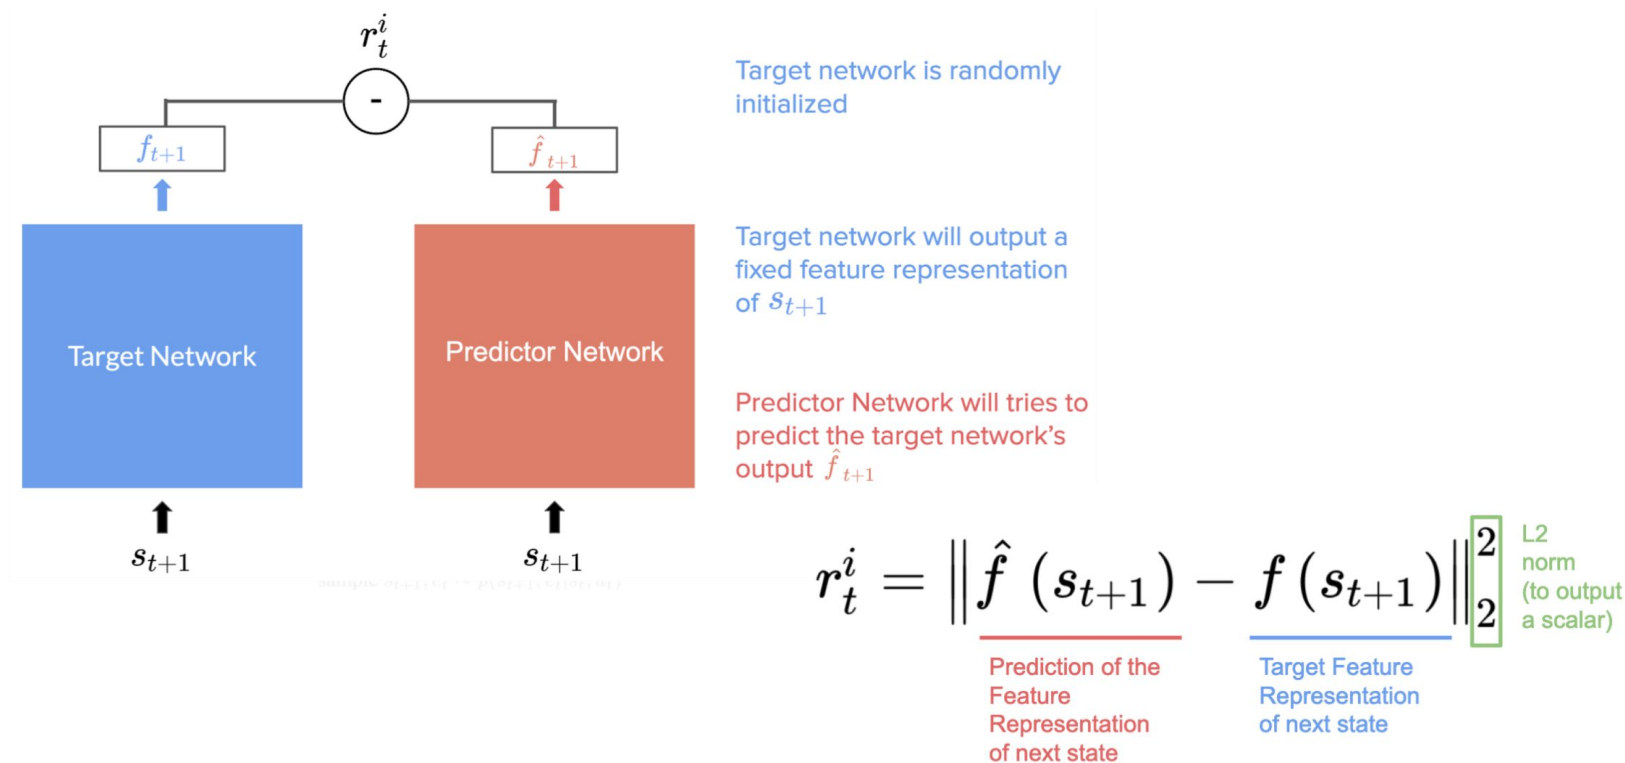 r_t^i
-
f_{t+1}
\hat{f}_{t+1}
Target network is randomly
initialized
Target Network
Predictor Network
Target network will output a
fixed feature representation
of s_{t+1}
Predictor Network will tries to
predict the target network's
output \hat{f}_{t+1}
s_{t+1}
s_{t+1}
r_t^i = ||\hat{f}(s_{t+1}) - f(s_{t+1})||_2^2
L2
norm
(to output
a scalar)
Prediction of the
Feature
Representation
of next state
Target Feature
Representation
of next state